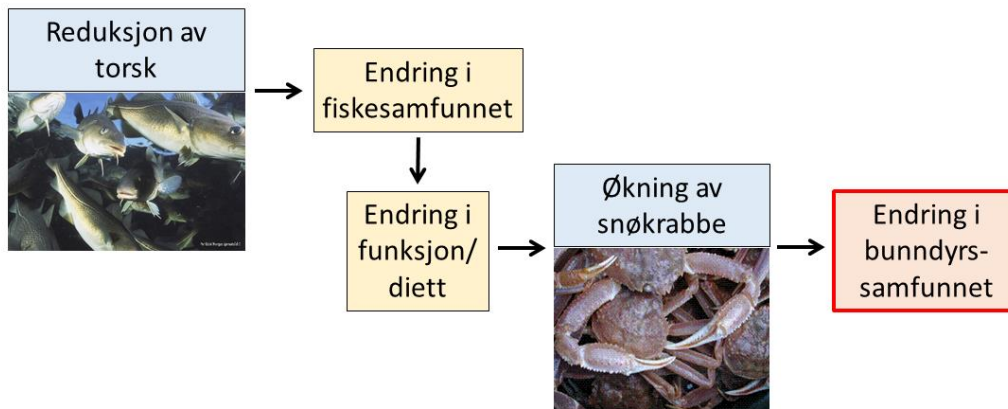 Reduksjon av
torsk
Endring i
fiskesamfunnet
Endring i
funksjon/
diett
Økning av
snøkrabbe
Endring i
bunndyrs-
samfunnet